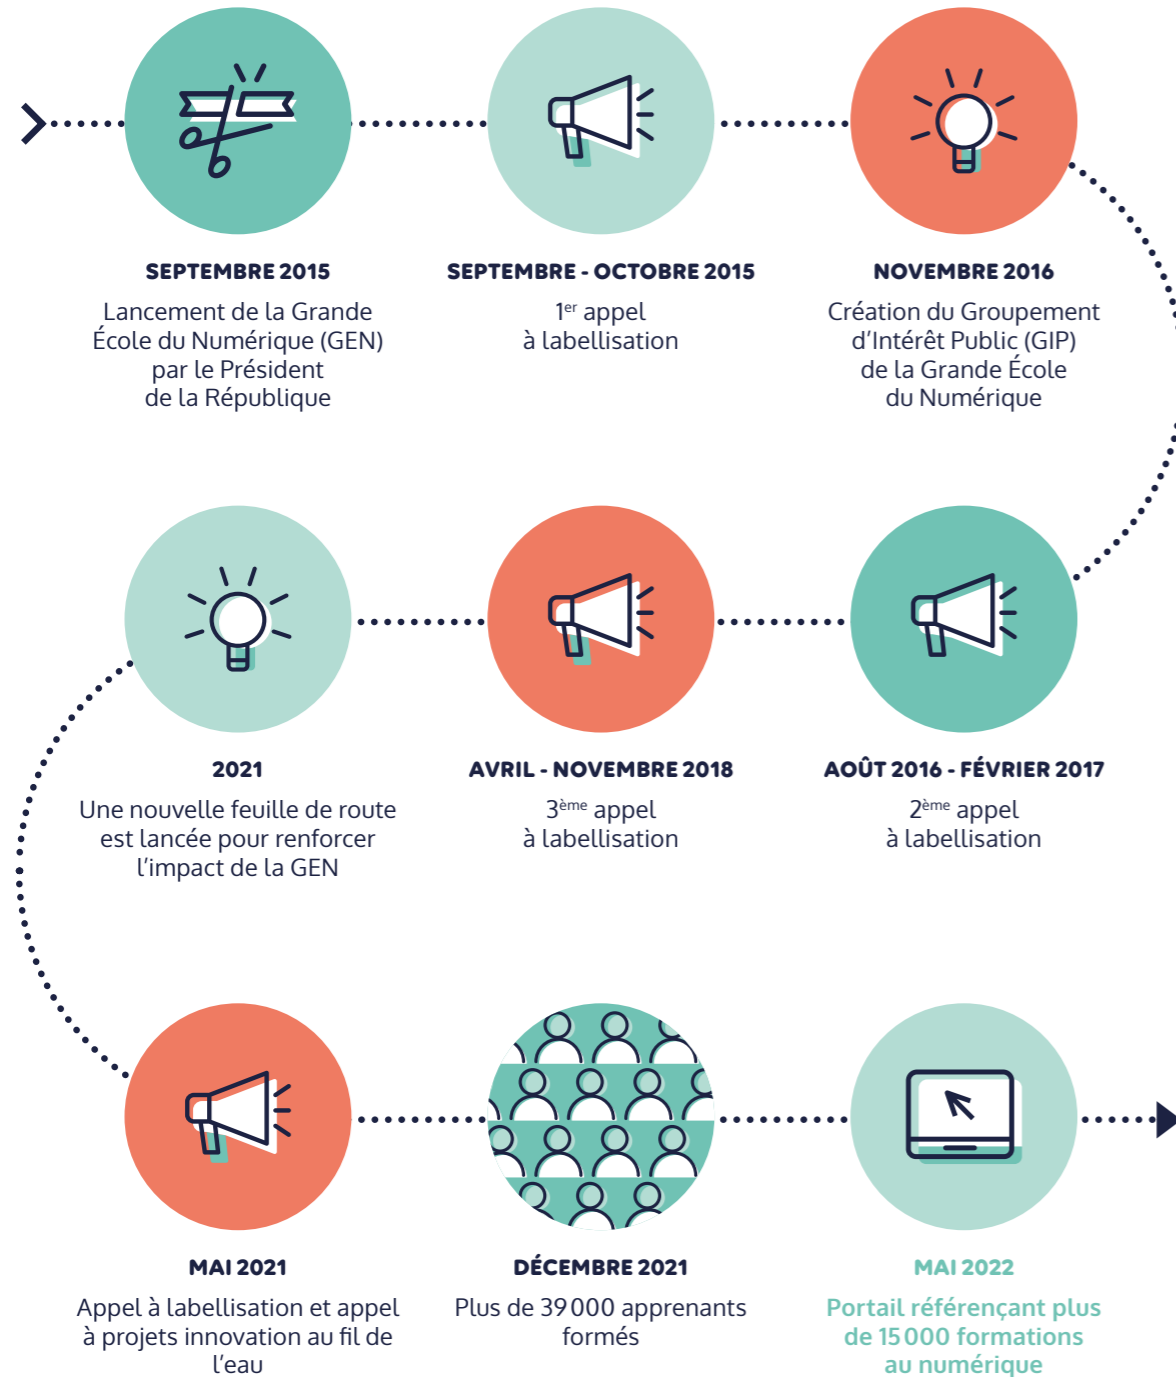 SEPTEMBRE 2015
Lancement de la Grande
École du Numérique (GEN)
par le Président
de la République
SEPTEMBRE - OCTOBRE 2015
1er appel
à labellisation
NOVEMBRE 2016
Création du Groupement
d’Intérêt Public (GIP)
de la Grande École
du Numérique
AOÛT 2016 - FÉVRIER 2017
2ème appel
à labellisation
AVRIL - NOVEMBRE 2018
3ème appel
à labellisation
2021
Une nouvelle feuille de route
est lancée pour renforcer
l’impact de la GEN
MAI 2021
Appel à labellisation et appel
à projets innovation au fil de
l’eau
DÉCEMBRE 2021
Plus de 39 000 apprenants
formés
MAI 2022
Portail référençant plus
de 15 000 formations
au numérique